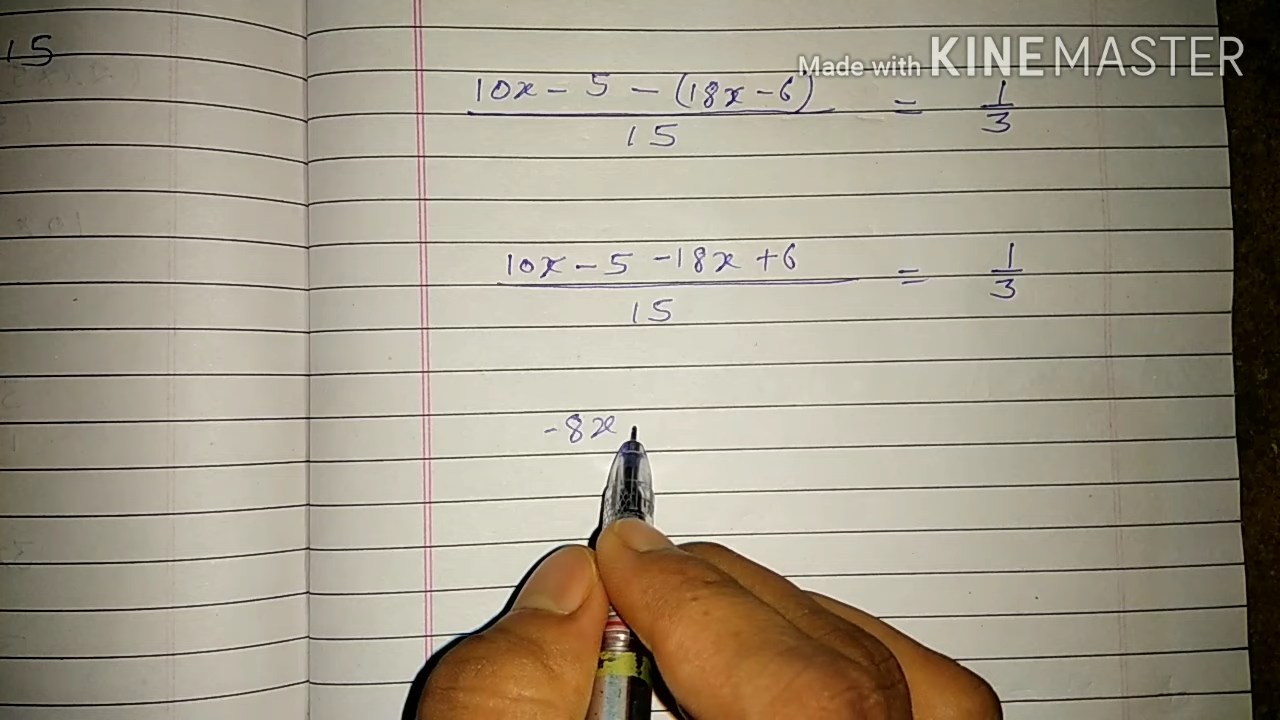 15
Made with KINEMASTER
10x - 5 - (18x - 6) / 15 = 1/3
10x - 5 - 18x + 6 / 15 = 1/3
-8x